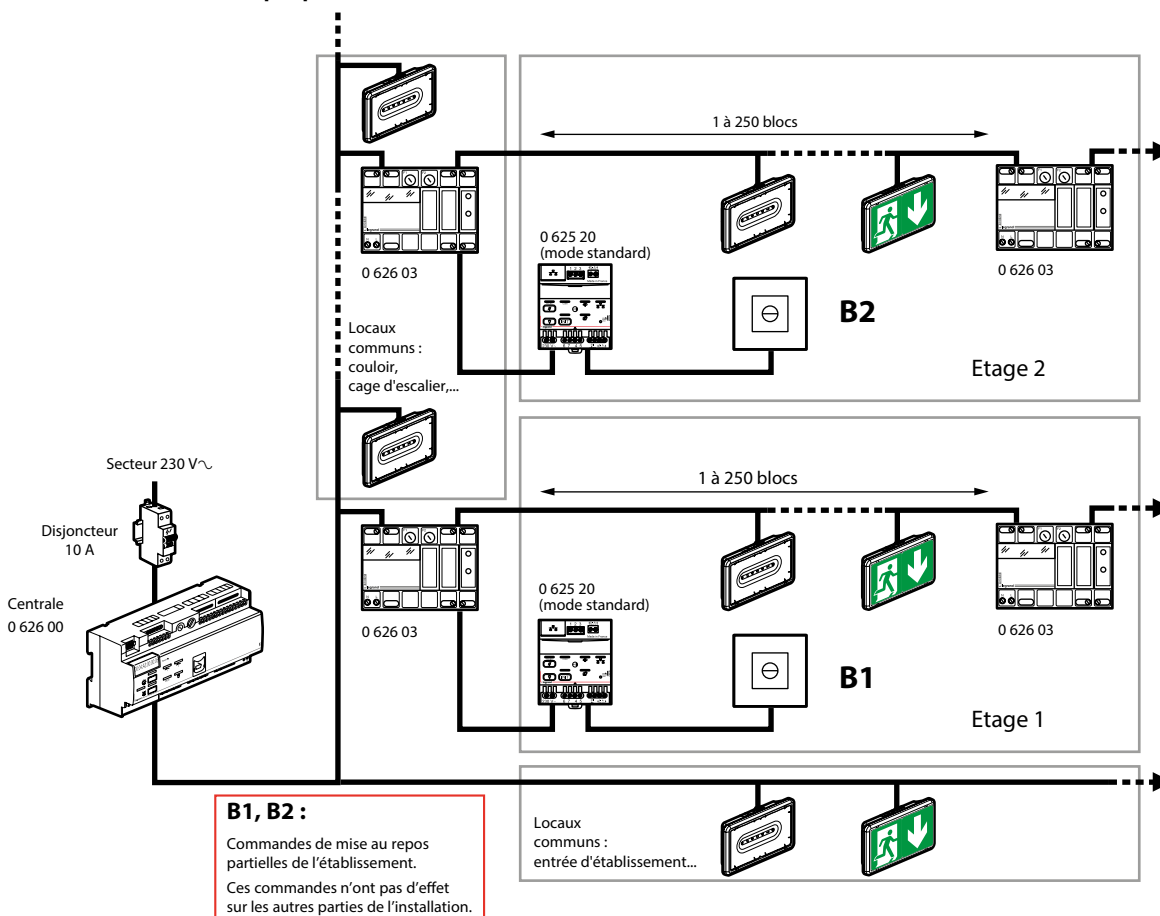 1 à 250 blocs
0 625 20
(mode standard)
0 626 03
0 626 03
B2
Locaux
communs :
couloir,
cage d'escalier,...
Etage 2
Secteur 230 V~
1 à 250 blocs
Disjoncteur
10 A
0 625 20
(mode standard)
Centrale
0 626 00
0 626 03
0 626 03
B1
Etage 1
B1, B2 :
Commandes de mise au repos
partielles de l'établissement.
Ces commandes n'ont pas d'effet
sur les autres parties de l'installation.
Locaux
communs :
entrée d'établissement...